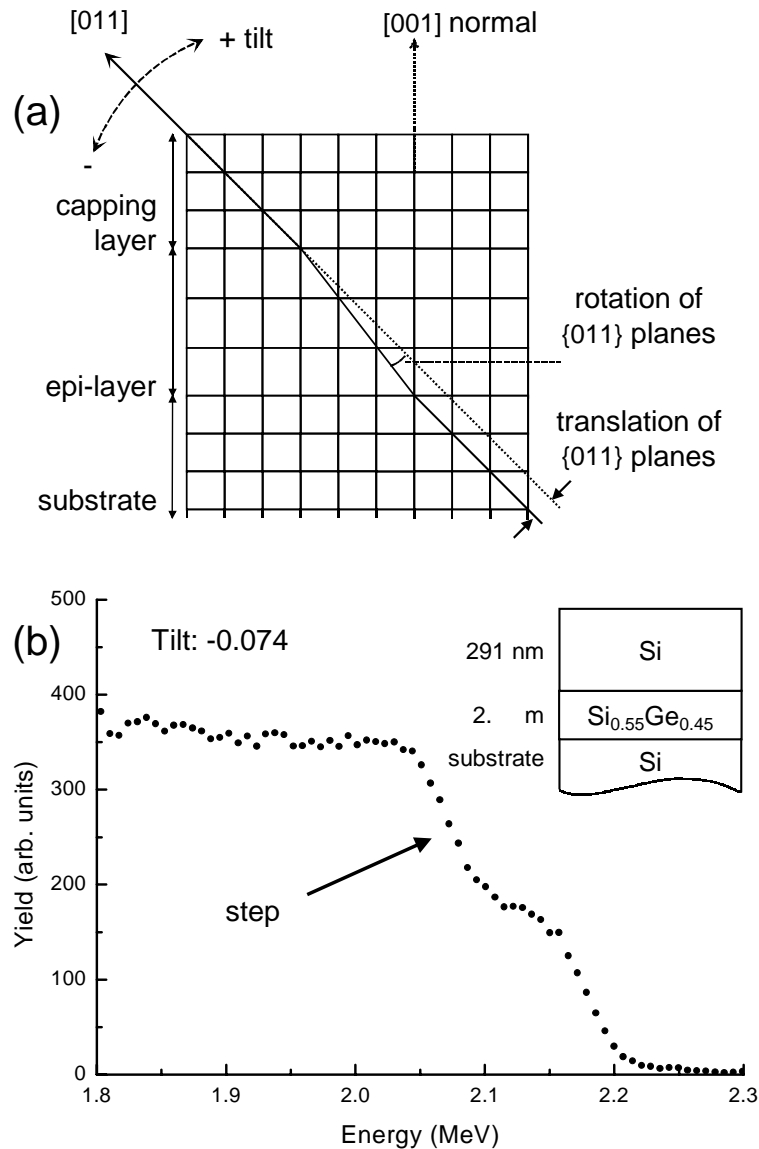 [011]
+ tilt
[001] normal
(a)
-
capping
layer
rotation of
{011} planes
epi-layer
translation of
{011} planes
substrate
500
(b)
Tilt: -0.074
291 nm
Si
400
2. m
Si0.55Ge0.45
substrate
Si
300
Yield (arb. units)
200
step
100
0
1.8
1.9
2.0
2.1
2.2
2.3
Energy (MeV)